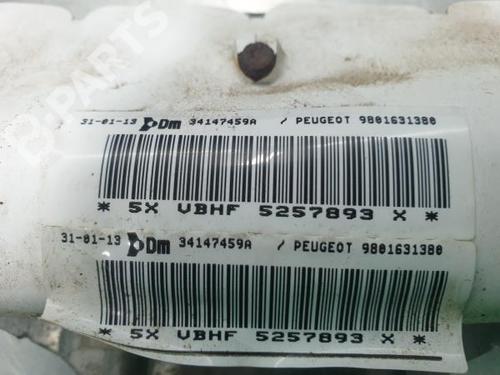 B-PARTS
31-01-13 Dm 34147459A / PEUGEOT 9801631380
* 5X VBHF 5257893 X *
31-01-13 Dm 34147459A / PEUGEOT 9801631380
* 5X VBHF 5257893 X *